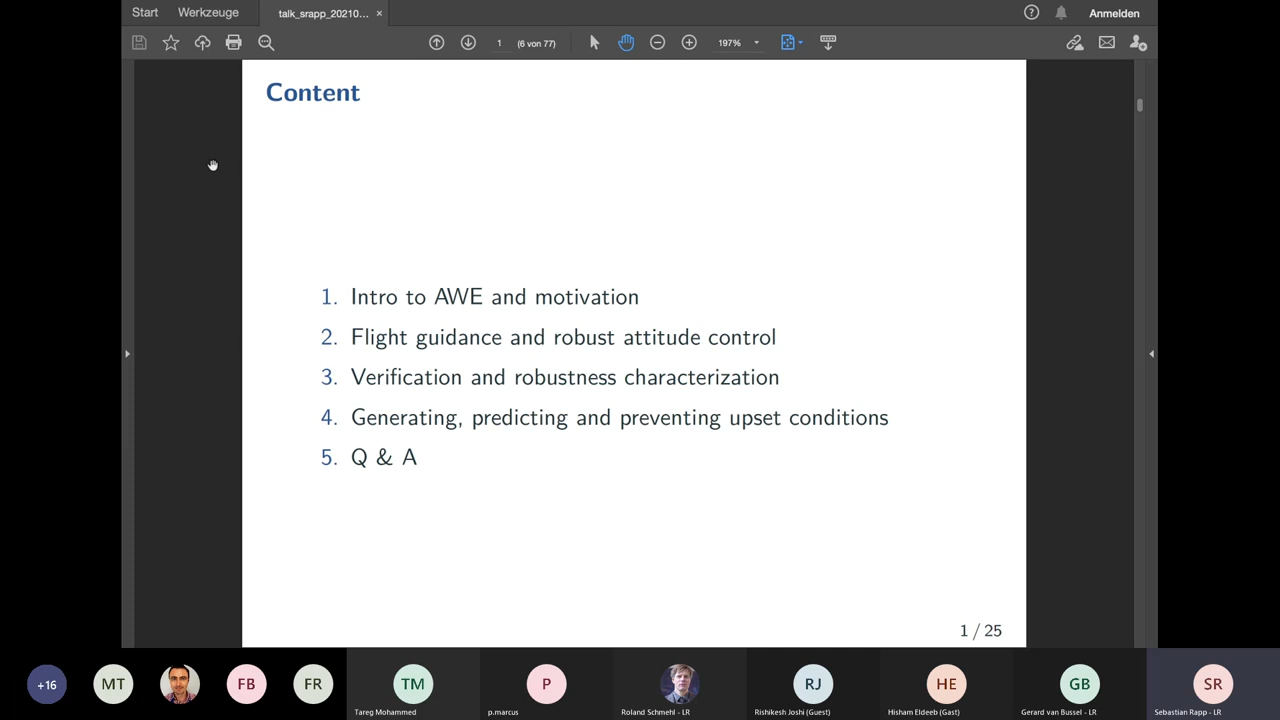 Start Werkzeuge talk_srapp_20210... × Anmelden
1 (6 von 77) 197%
Content
1. Intro to AWE and motivation
2. Flight guidance and robust attitude control
3. Verification and robustness characterization
4. Generating, predicting and preventing upset conditions
5. Q & A
1 / 25
+16 MT FB FR TM P RJ HE GB SR
Tareg Mohammed p.marcus Roland Schmehl - LR Rishikesh Joshi (Guest) Hisham Eldeeb (Gast) Gerard van Bussel - LR Sebastian Rapp - LR